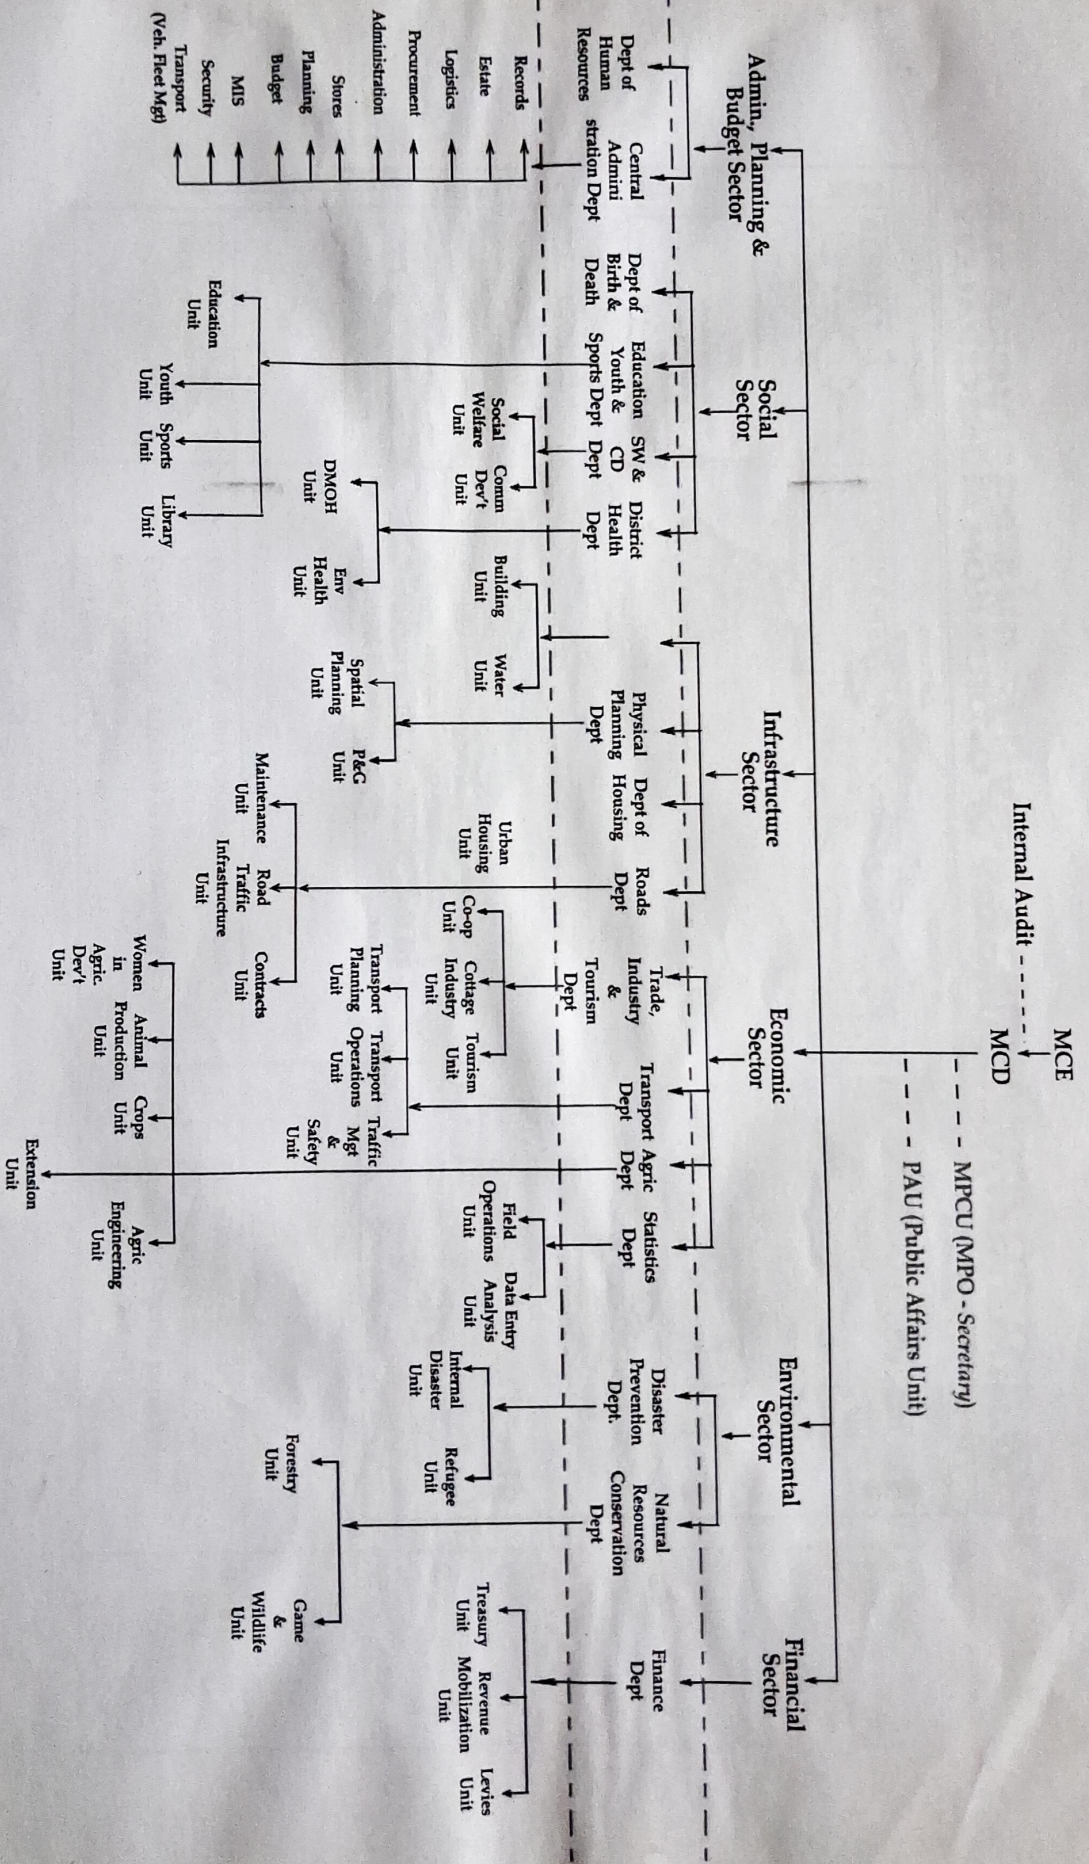 MCE
Internal Audit
MCD
MPCU (MPO - Secretary)
PAU (Public Affairs Unit)
Admin., Planning &
Budget Sector
Social
Sector
Infrastructure
Sector
Economic
Sector
Environmental
Sector
Financial
Sector
Dept of
Human
Resources
Central
Admini
stration Dept
Dept of
Birth &
Death
Education
Youth &
Sports Dept
SW &
CD
Dept
District
Health
Dept
Physical
Planning
Dept
Dept of
Housing
Roads
Dept
Trade,
Industry
&
Tourism
Dept
Transport
Dept
Agric
Dept
Statistics
Dept
Disaster
Prevention
Dept.
Natural
Resources
Conservation
Dept
Finance
Dept
Records
Estate
Logistics
Procurement
Administration
Stores
Planning
Budget
MIS
Security
Transport
(Veh. Fleet Mgt)
Social
Welfare
Unit
Comm
Dev't
Unit
Building
Unit
Water
Unit
Urban
Housing
Unit
Co-op
Unit
Cottage
Industry
Unit
Tourism
Unit
Field
Operations
Unit
Data Entry
Analysis
Unit
Internal
Disaster
Unit
Refugee
Unit
Treasury
Unit
Revenue
Mobilization
Unit
Levies
Unit
DMOH
Unit
Env
Health
Unit
Spatial
Planning
Unit
P&G
Unit
Transport
Planning
Unit
Transport
Operations
Unit
Traffic
Mgt
&
Safety
Unit
Education
Unit
Youth
Unit
Sports
Unit
Library
Unit
Maintenance
Unit
Road
Traffic
Infrastructure
Unit
Contracts
Unit
Forestry
Unit
Game
&
Wildlife
Unit
Women
in
Agric.
Dev't
Unit
Animal
Production
Unit
Crops
Unit
Agric
Engineering
Unit
Extension
Unit